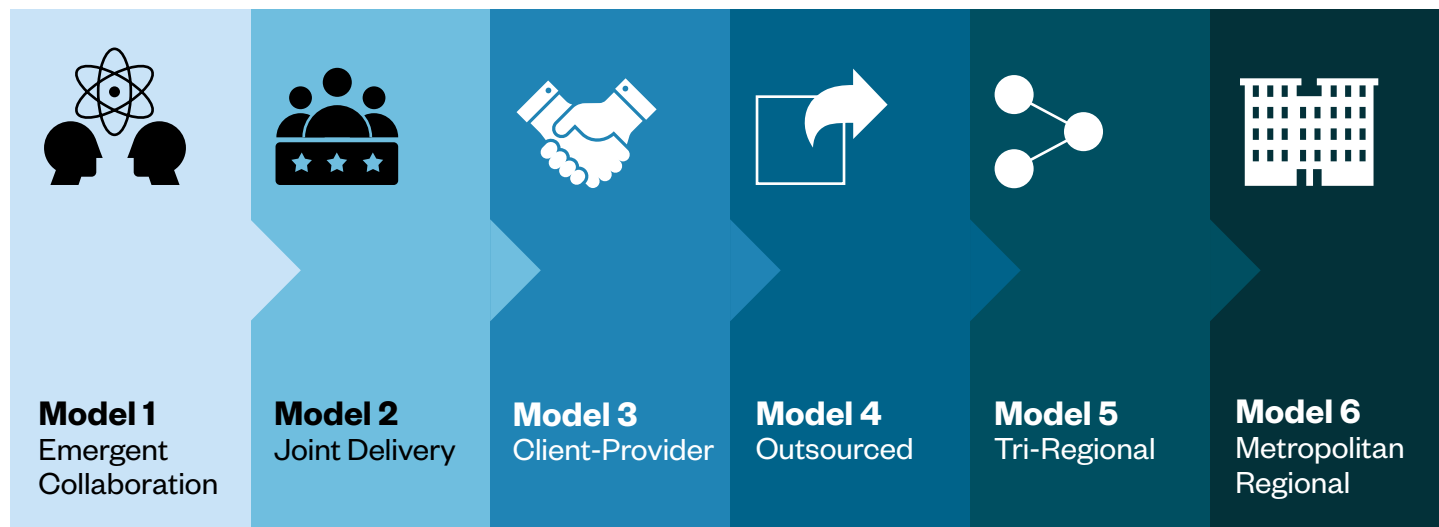 Model 1
Emergent
Collaboration
Model 2
Joint Delivery
Model 3
Client-Provider
Model 4
Outsourced
Model 5
Tri-Regional
Model 6
Metropolitan
Regional